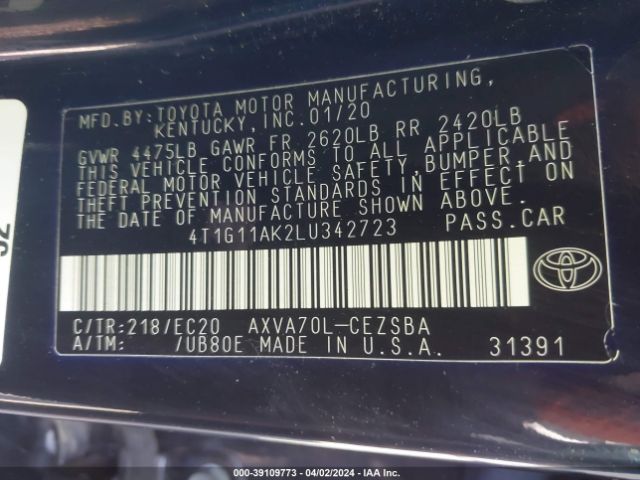 MFD.BY:TOYOTA MOTOR MANUFACTURING,
KENTUCKY,INC.01/20
GVWR 4475LB GAWR FR 2620LB RR 2420LB
THIS VEHICLE CONFORMS TO ALL APPLICABLE
FEDERAL MOTOR VEHICLE SAFETY,BUMPER,AND
THEFT PREVENTION STANDARDS IN EFFECT ON
THE DATE OF MANUFACTURE SHOWN ABOVE.
4T1G11AK2LU342723 PASS.CAR
C/TR:218/EC20 AXVA70L-CEZSBA
A/TM: /UB80E MADE IN U.S.A. 31391
000-39109773 - 04/02/2024 - IAA Inc.